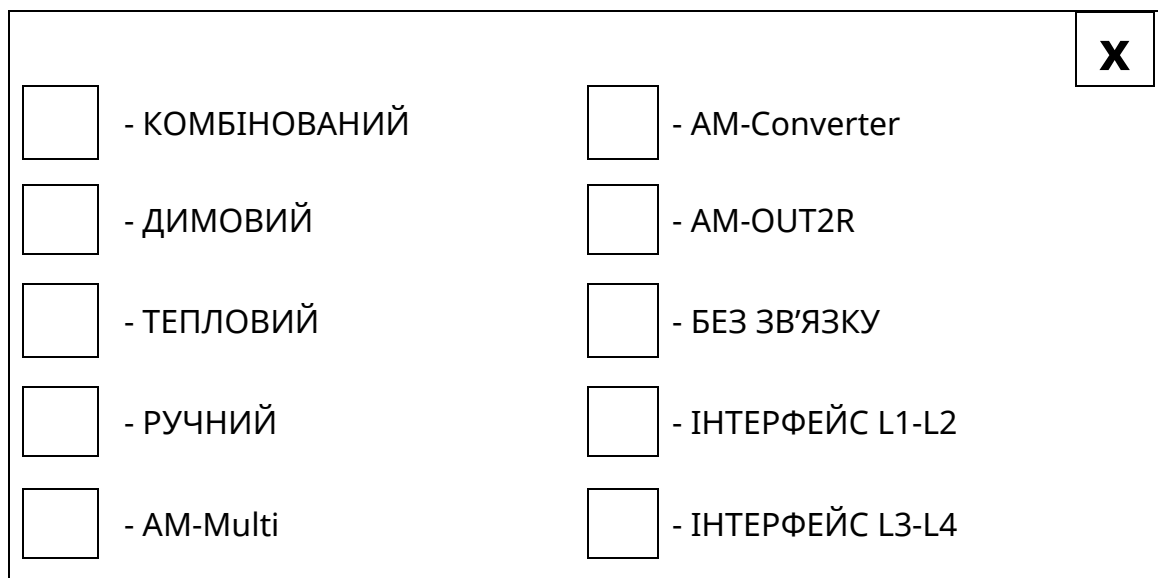 x
- КОМБІНОВАНИЙ
- ДИМОВИЙ
- ТЕПЛОВИЙ
- РУЧНИЙ
- AM-Multi
- AM-Converter
- AM-OUT2R
- БЕЗ ЗВ’ЯЗКУ
- ІНТЕРФЕЙС L1-L2
- ІНТЕРФЕЙС L3-L4